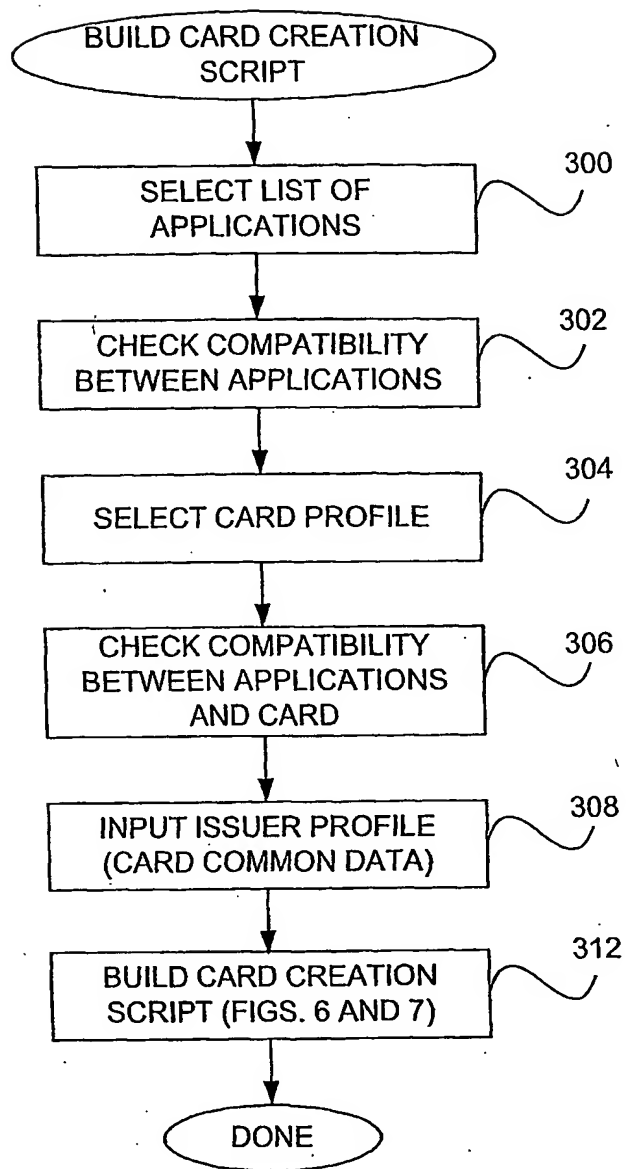 BUILD CARD CREATION
SCRIPT
SELECT LIST OF
APPLICATIONS
300
CHECK COMPATIBILITY
BETWEEN APPLICATIONS
302
SELECT CARD PROFILE
304
CHECK COMPATIBILITY
BETWEEN APPLICATIONS
AND CARD
306
INPUT ISSUER PROFILE
(CARD COMMON DATA)
308
BUILD CARD CREATION
SCRIPT (FIGS. 6 AND 7)
312
DONE